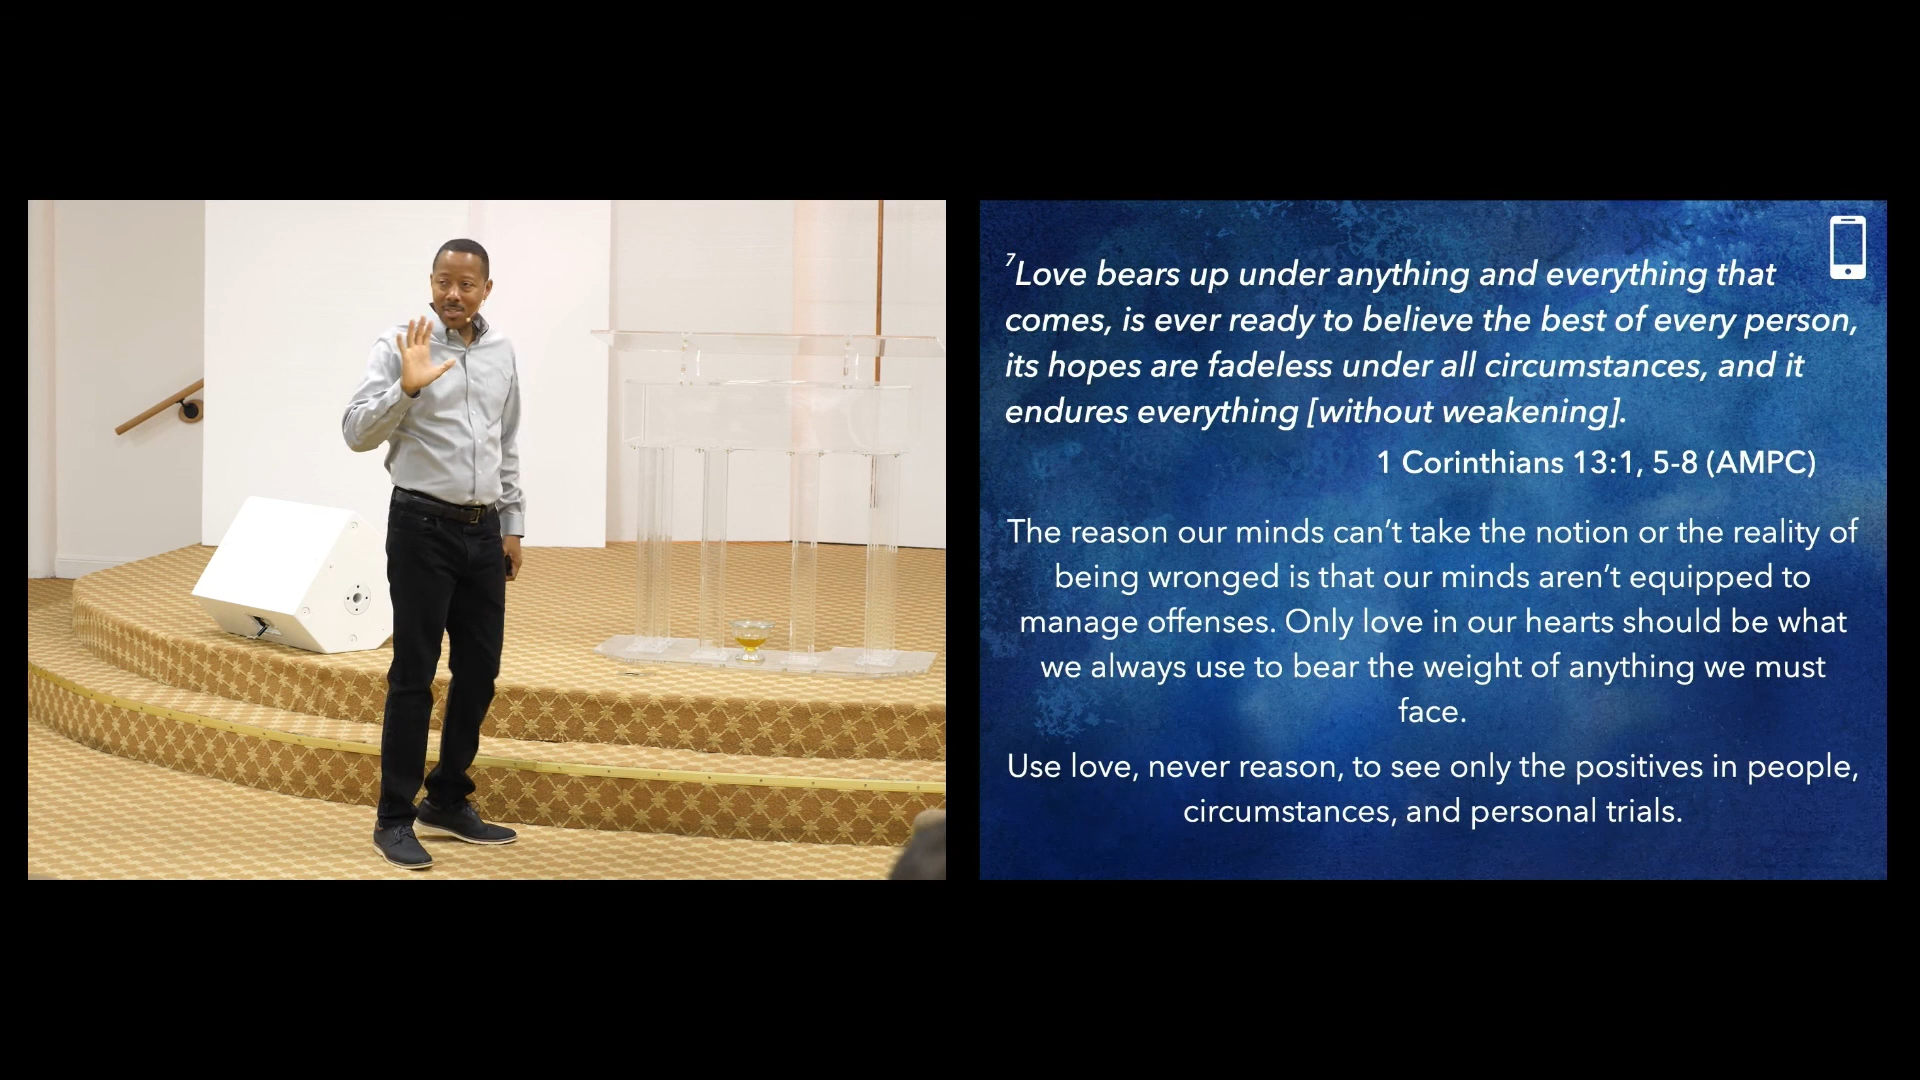 ⁷Love bears up under anything and everything that
comes, is ever ready to believe the best of every person,
its hopes are fadeless under all circumstances, and it
endures everything [without weakening].
1 Corinthians 13:1, 5-8 (AMPC)
The reason our minds can’t take the notion or the reality of
being wronged is that our minds aren’t equipped to
manage offenses. Only love in our hearts should be what
we always use to bear the weight of anything we must
face.
Use love, never reason, to see only the positives in people,
circumstances, and personal trials.